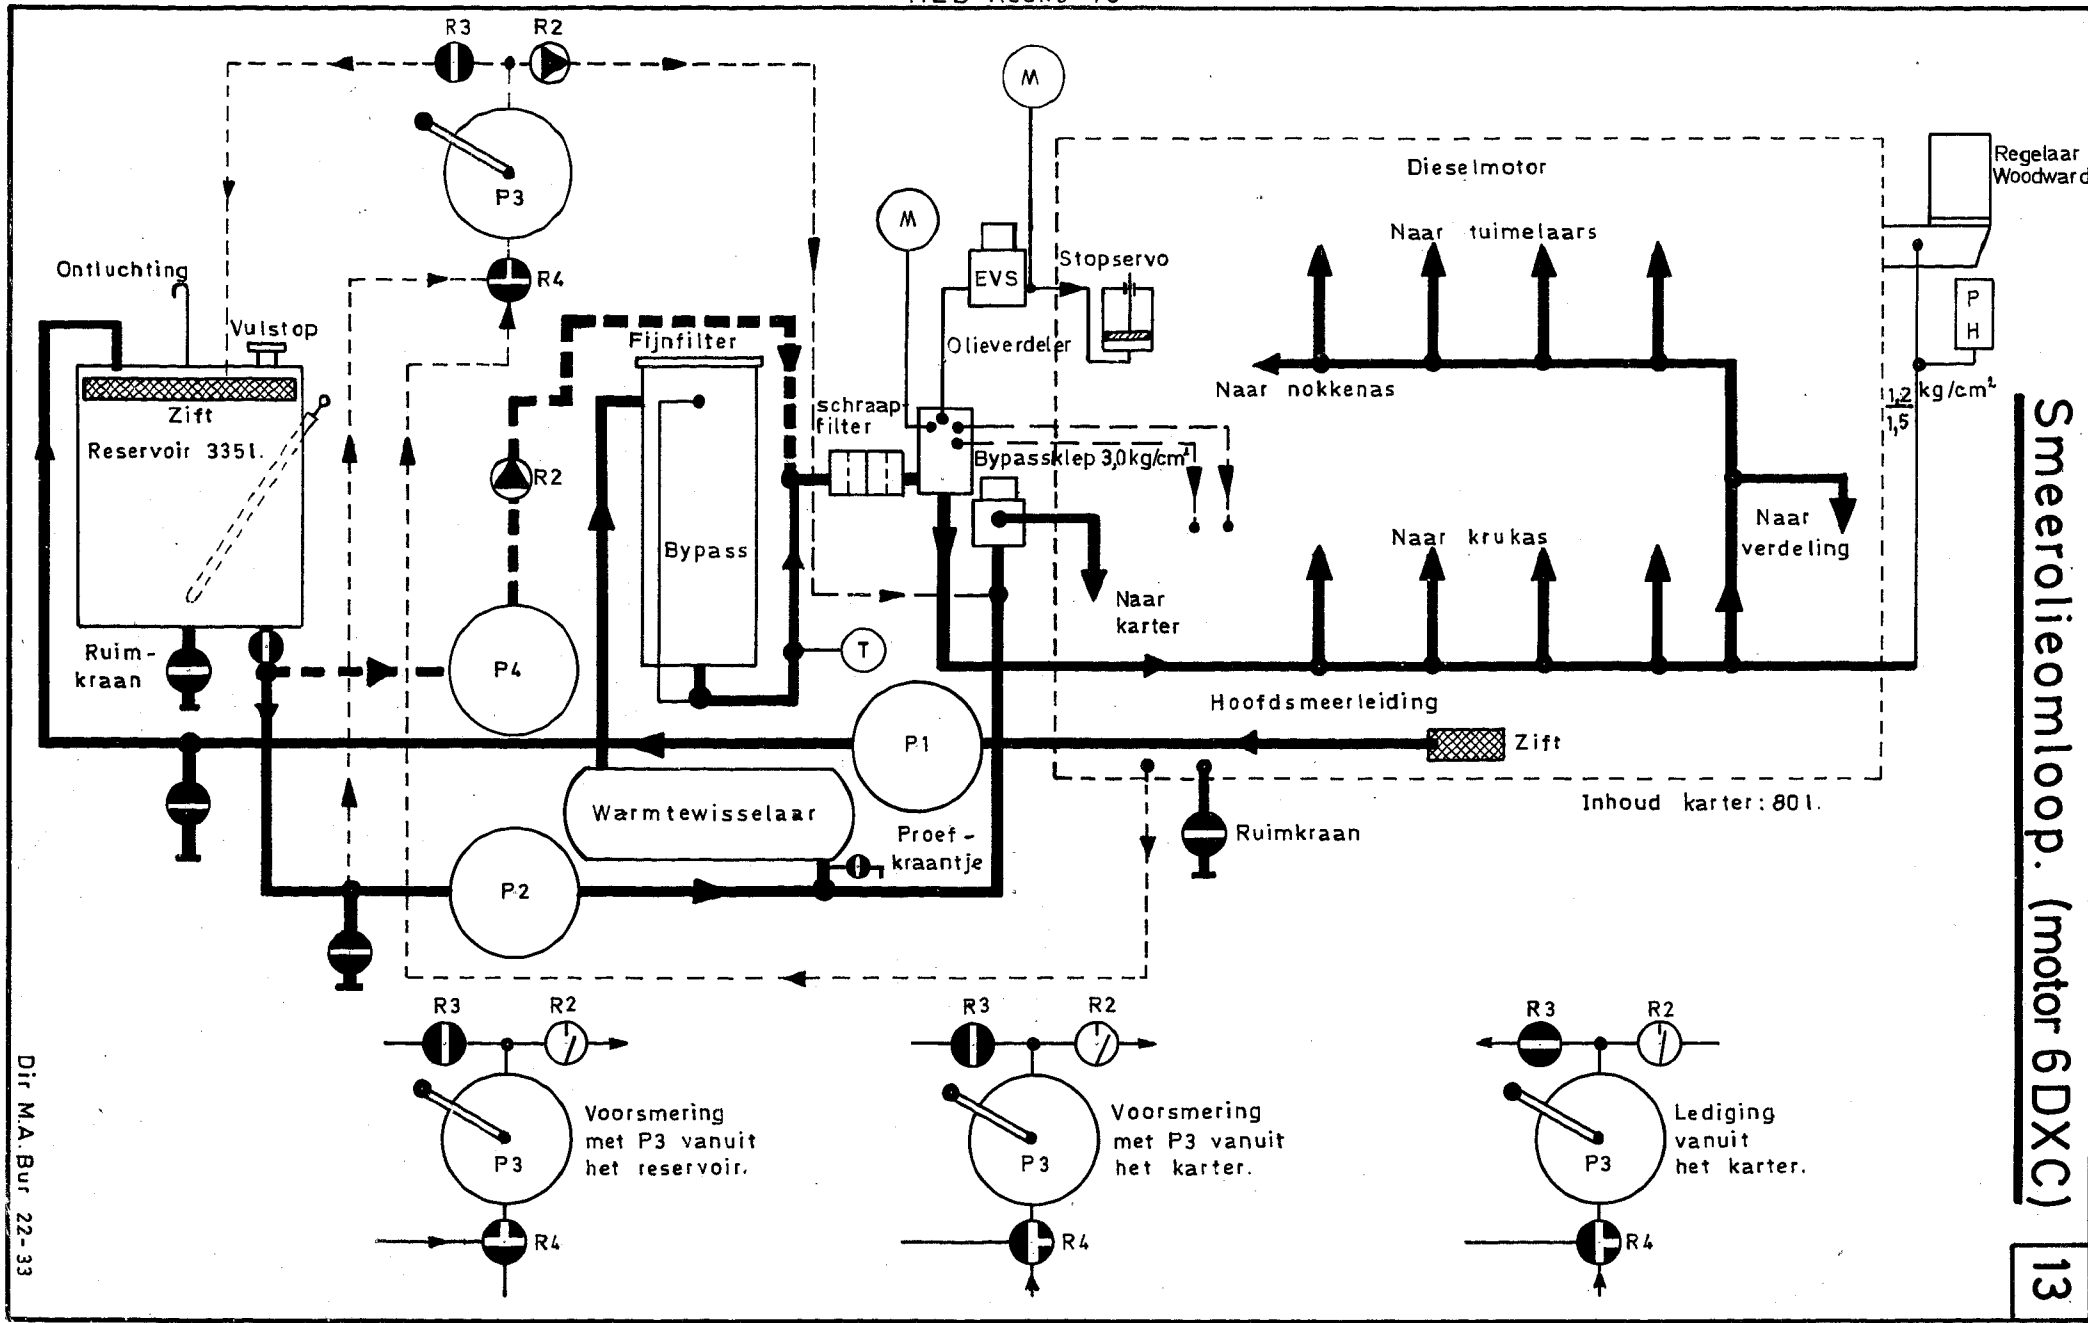 R3
R2
M
Dieselmotor
Regelaar
Woodward
P3
M
Naar tuimelaars
Ontluchting
R4
EVS
Stopservo
P
H
Vulstop
Fijnfilter
Olieverdeler
Naar nokkenas
1,2
1,5
kg/cm²
Zift
schraap-
filter
Reservoir 335l.
Bypassklep 3,0kg/cm²
R2
Naar
verdeling
Naar krukas
Bypass
Naar
karter
Ruim-
kraan
P4
T
Hoofdsmeerleiding
P1
Zift
Inhoud karter: 80l.
Warmtewisselaar
Proef-
kraantje
Ruimkraan
P2
R3
R2
P3
R4
Voorsmering
met P3 vanuit
het reservoir.
R3
R2
P3
R4
Voorsmering
met P3 vanuit
het karter.
R3
R2
P3
R4
Lediging
vanuit
het karter.
Smeerolieomloop. (motor 6DXC)
13
Dir M.A. Bur 22-33